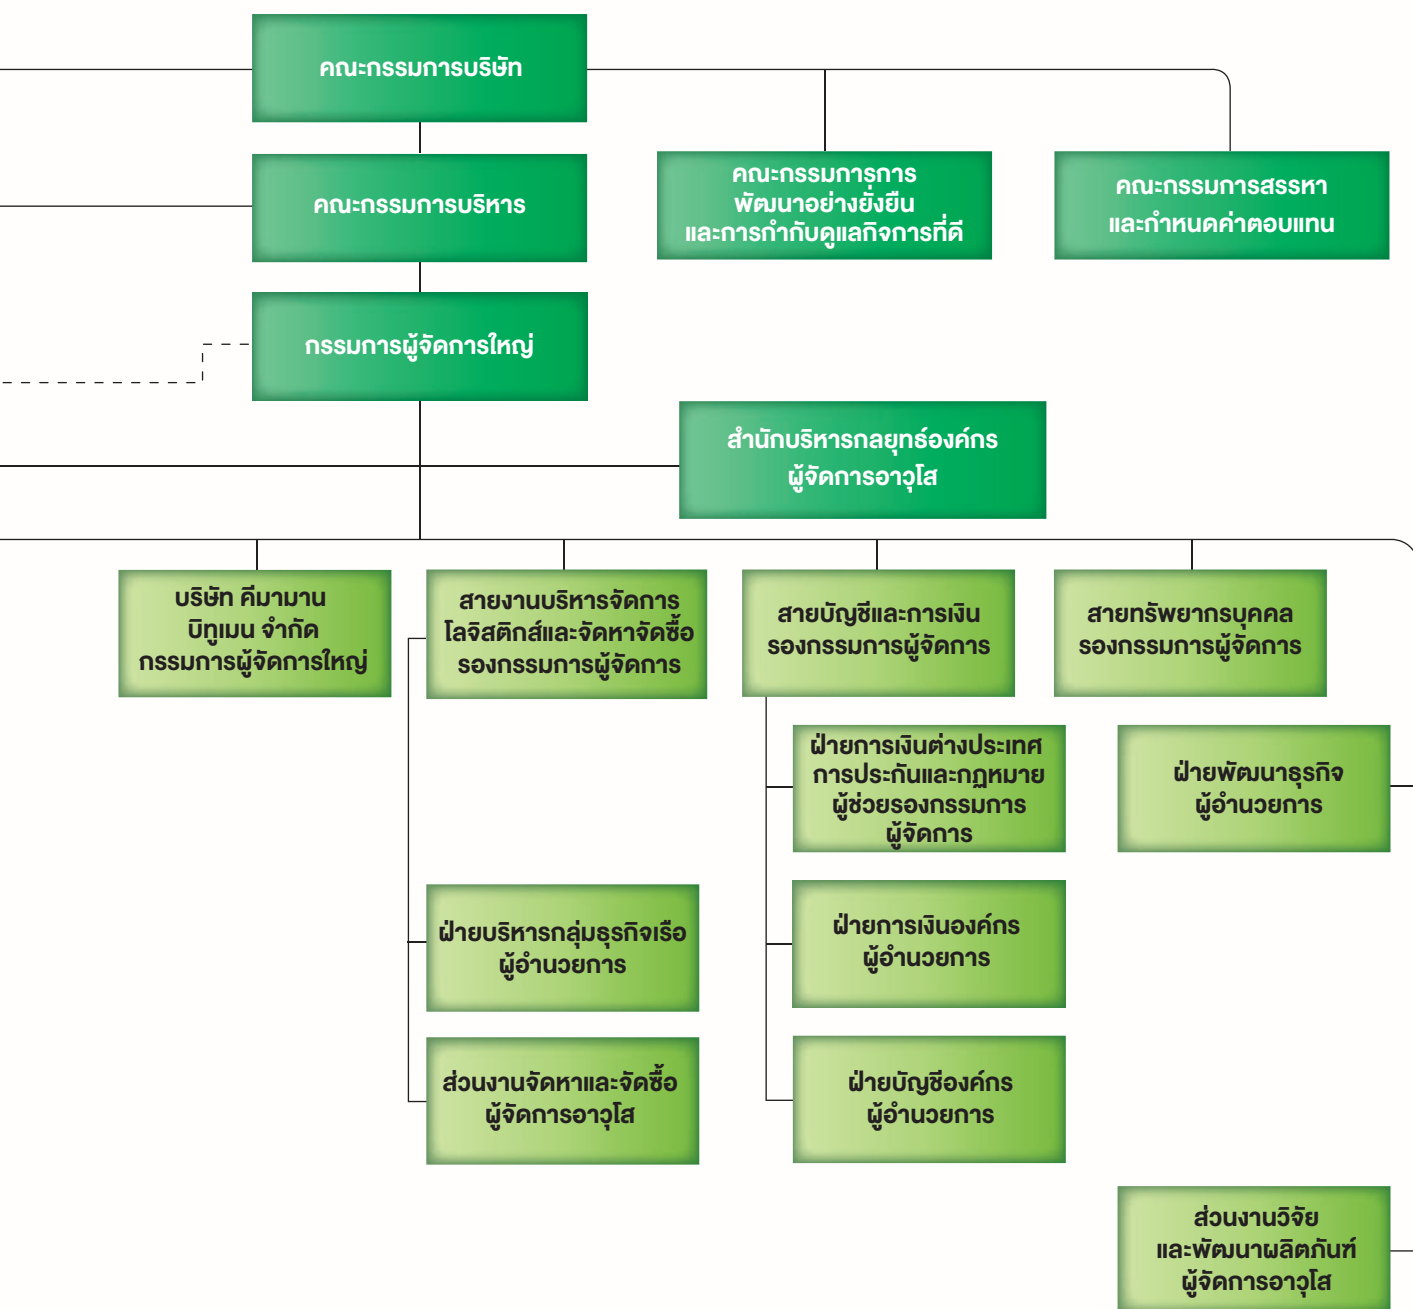 คณะกรรมการบริษัท
คณะกรรมการบริหาร
คณะกรรมการการ
พัฒนาอย่างยั่งยืน
และการกำกับดูแลกิจการที่ดี
คณะกรรมการสรรหา
และกำหนดค่าตอบแทน
กรรมการผู้จัดการใหญ่
สำนักบริหารกลยุทธ์องค์กร
ผู้จัดการอาวุโส
บริษัท คีมามาน
บิทูเมน จำกัด
กรรมการผู้จัดการใหญ่
สายงานบริหารจัดการ
โลจิสติกส์และจัดหาจัดซื้อ
รองกรรมการผู้จัดการ
สายบัญชีและการเงิน
รองกรรมการผู้จัดการ
สายทรัพยากรบุคคล
รองกรรมการผู้จัดการ
ฝ่ายการเงินต่างประเทศ
การประกันและกฎหมาย
ผู้ช่วยรองกรรมการ
ผู้จัดการ
ฝ่ายพัฒนาธุรกิจ
ผู้อำนวยการ
ฝ่ายบริหารกลุ่มธุรกิจเรือ
ผู้อำนวยการ
ฝ่ายการเงินองค์กร
ผู้อำนวยการ
ส่วนงานจัดหาและจัดซื้อ
ผู้จัดการอาวุโส
ฝ่ายบัญชีองค์กร
ผู้อำนวยการ
ส่วนงานวิจัย
และพัฒนาผลิตภัณฑ์
ผู้จัดการอาวุโส